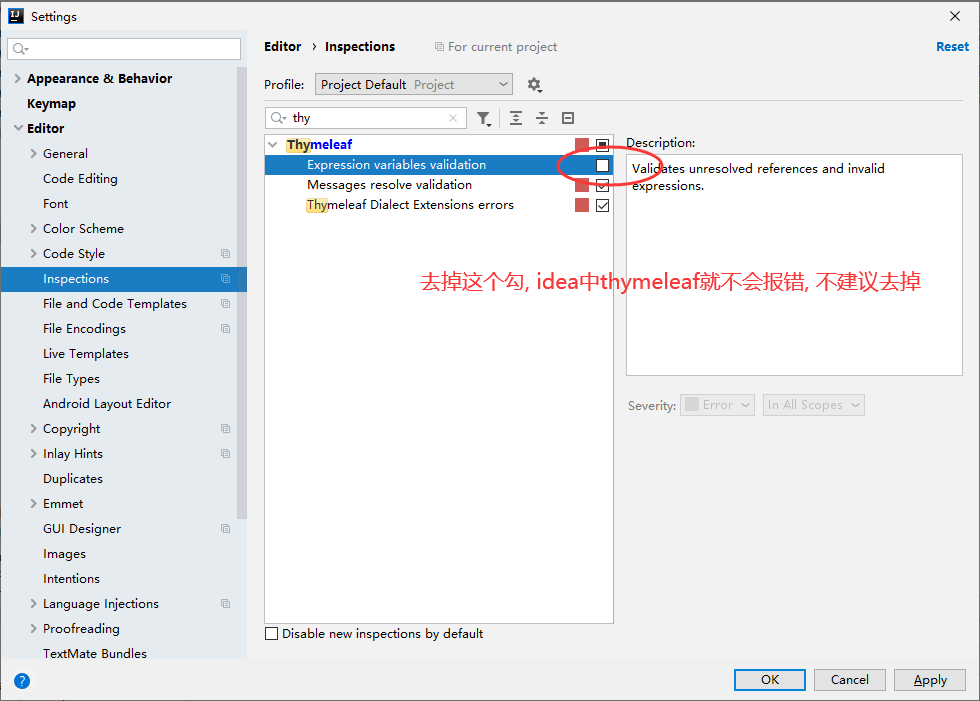 Settings
Editor › Inspections For current project Reset
Profile: Project Default Project
thy
Appearance & Behavior
Keymap
Editor
General
Code Editing
Font
Color Scheme
Code Style
Inspections
File and Code Templates
File Encodings
Live Templates
File Types
Android Layout Editor
Copyright
Inlay Hints
Duplicates
Emmet
GUI Designer
Images
Intentions
Language Injections
Proofreading
TextMate Bundles
Thymeleaf
Expression variables validation
Messages resolve validation
Thymeleaf Dialect Extensions errors
Description:
Validates unresolved references and invalid
expressions.
去掉这个勾, idea中thymeleaf就不会报错, 不建议去掉
Severity: Error In All Scopes
Disable new inspections by default
? OK Cancel Apply